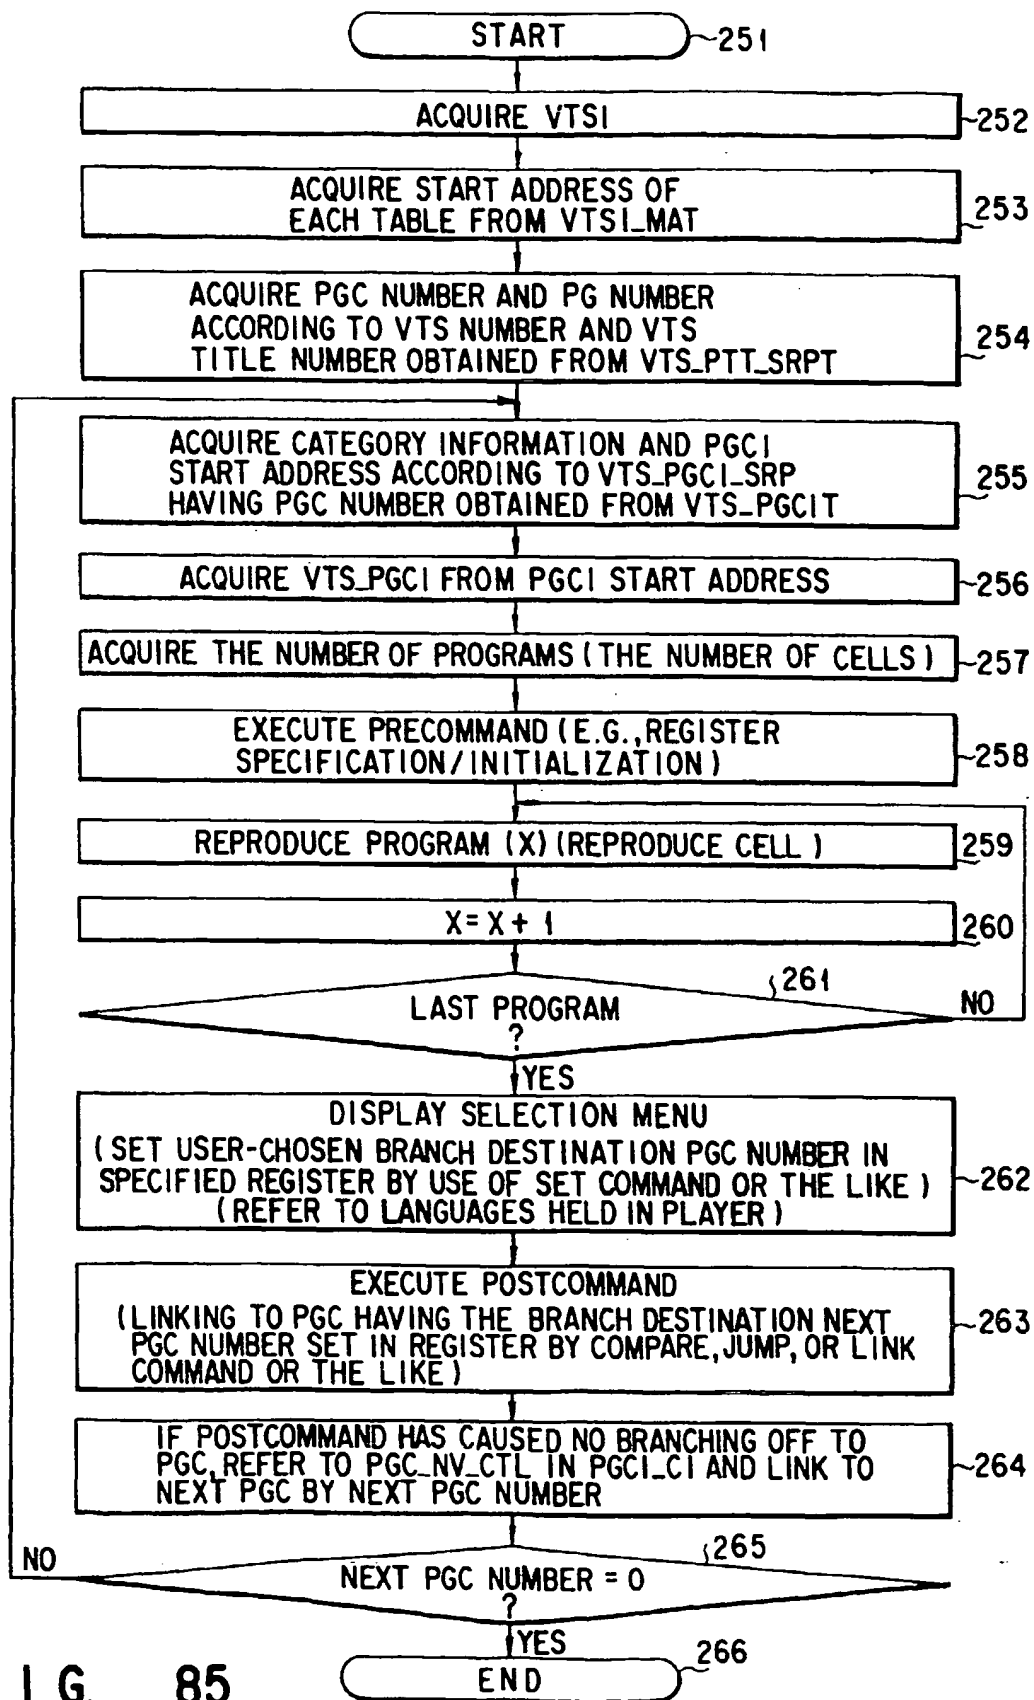 START
251
ACQUIRE VTSI
252
ACQUIRE START ADDRESS OF
EACH TABLE FROM VTSI_MAT
253
ACQUIRE PGC NUMBER AND PG NUMBER
ACCORDING TO VTS NUMBER AND VTS
TITLE NUMBER OBTAINED FROM VTS_PTT_SRPT
254
ACQUIRE CATEGORY INFORMATION AND PGCI
START ADDRESS ACCORDING TO VTS_PGCI_SRP
HAVING PGC NUMBER OBTAINED FROM VTS_PGCIT
255
ACQUIRE VTS_PGCI FROM PGCI START ADDRESS
256
ACQUIRE THE NUMBER OF PROGRAMS (THE NUMBER OF CELLS)
257
EXECUTE PRECOMMAND (E.G., REGISTER
SPECIFICATION/INITIALIZATION)
258
REPRODUCE PROGRAM (X) (REPRODUCE CELL)
259
X=X+1
260
261
LAST PROGRAM
?
NO
YES
DISPLAY SELECTION MENU
(SET USER-CHOSEN BRANCH DESTINATION PGC NUMBER IN
SPECIFIED REGISTER BY USE OF SET COMMAND OR THE LIKE)
(REFER TO LANGUAGES HELD IN PLAYER)
262
EXECUTE POSTCOMMAND
(LINKING TO PGC HAVING THE BRANCH DESTINATION NEXT
PGC NUMBER SET IN REGISTER BY COMPARE, JUMP, OR LINK
COMMAND OR THE LIKE)
263
IF POSTCOMMAND HAS CAUSED NO BRANCHING OFF TO
PGC, REFER TO PGC_NV_CTL IN PGCI_CI AND LINK TO
NEXT PGC BY NEXT PGC NUMBER
264
265
NO
NEXT PGC NUMBER = 0
?
YES
END
266
IG. 85